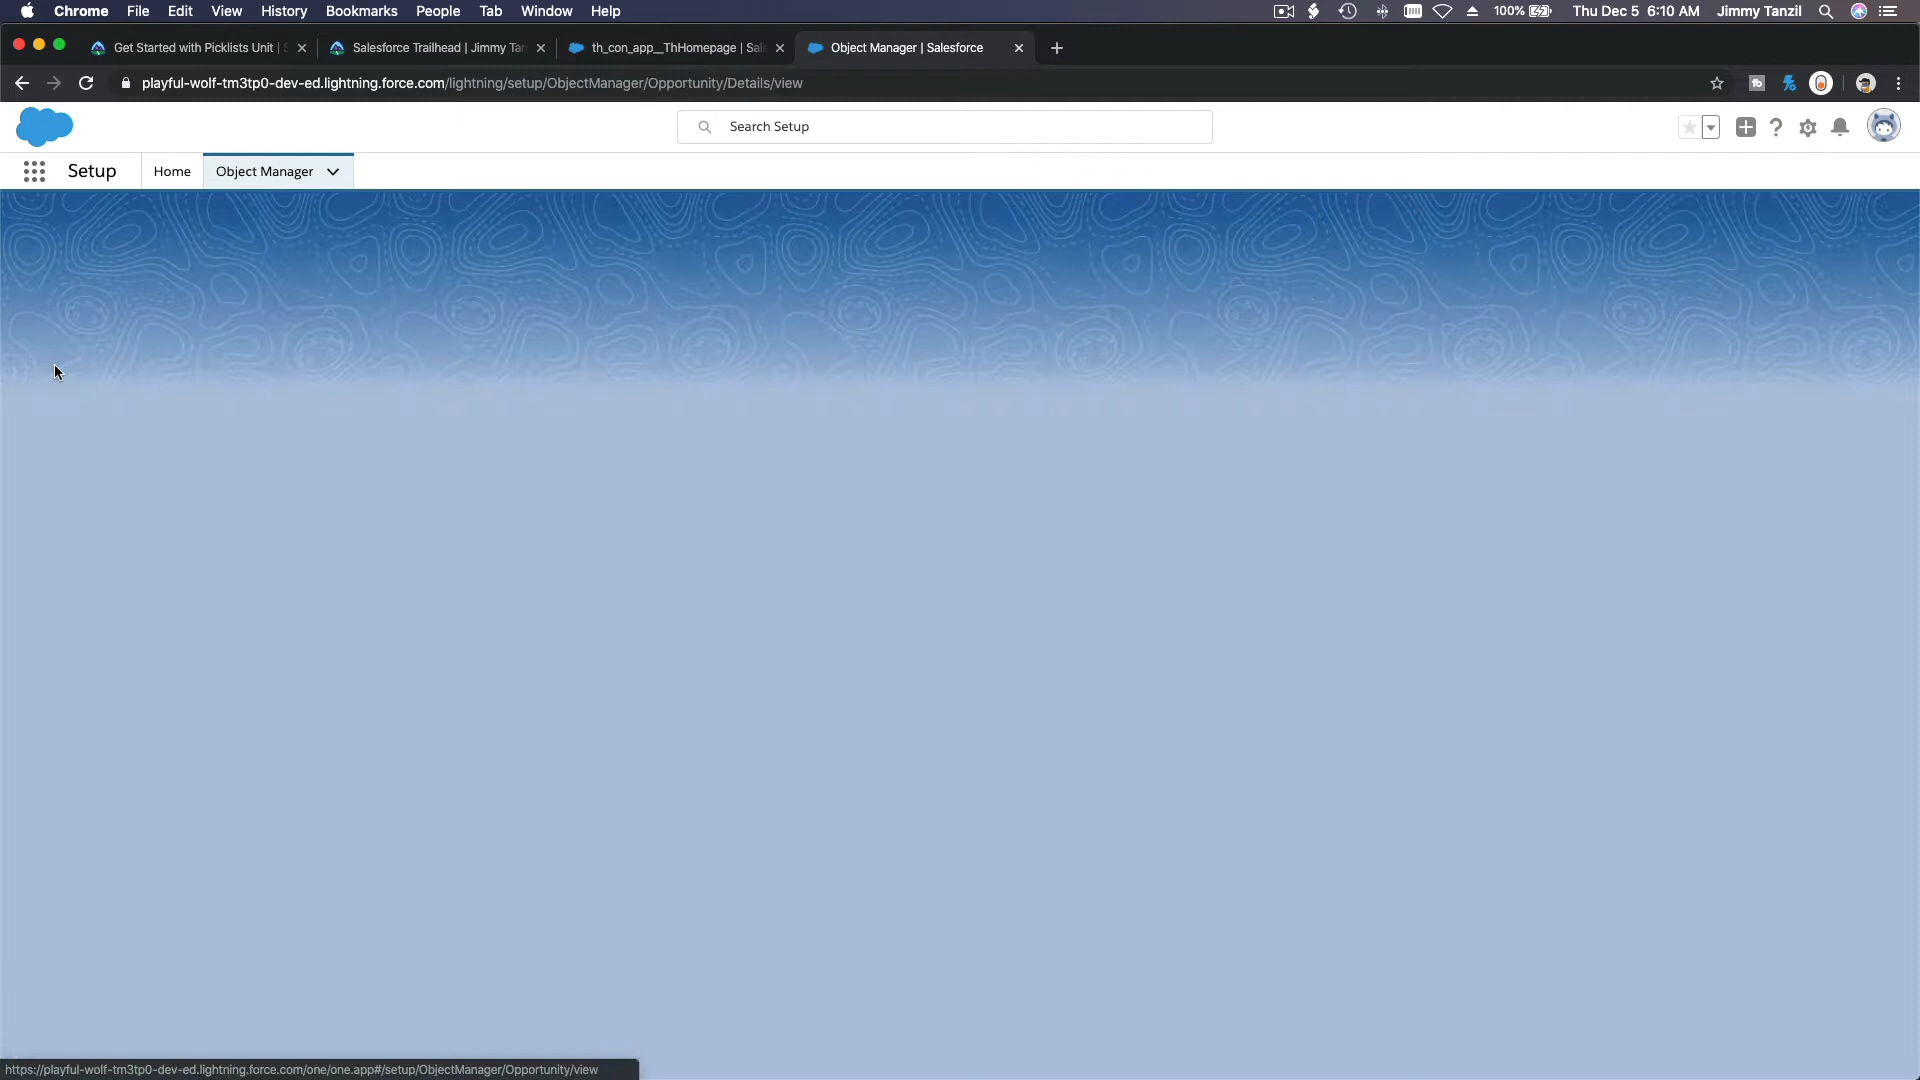 Chrome File Edit View History Bookmarks People Tab Window Help 100% Thu Dec 5 6:10 AM Jimmy Tanzil
Get Started with Picklists Unit | Salesforce Trailhead | Jimmy Tan th_con_app__ThHomepage | Sal Object Manager | Salesforce
playful-wolf-tm3tp0-dev-ed.lightning.force.com/lightning/setup/ObjectManager/Opportunity/Details/view
Search Setup
Setup Home Object Manager
https://playful-wolf-tm3tp0-dev-ed.lightning.force.com/one/one.app#/setup/ObjectManager/Opportunity/view